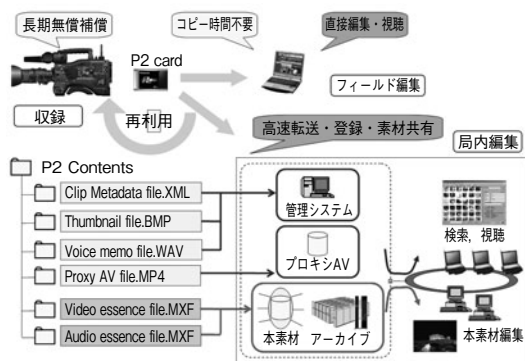 長期無償補償
コピー時間不要
直接編集・視聴
P2 card
フィールド編集
収録
再利用
高速転送・登録・素材共有
局内編集
P2 Contents
Clip Metadata file.XML
Thumbnail file.BMP
Voice memo file.WAV
Proxy AV file.MP4
Video essence file.MXF
Audio essence file.MXF
管理システム
プロキシAV
本素材
アーカイブ
検索，視聴
本素材編集